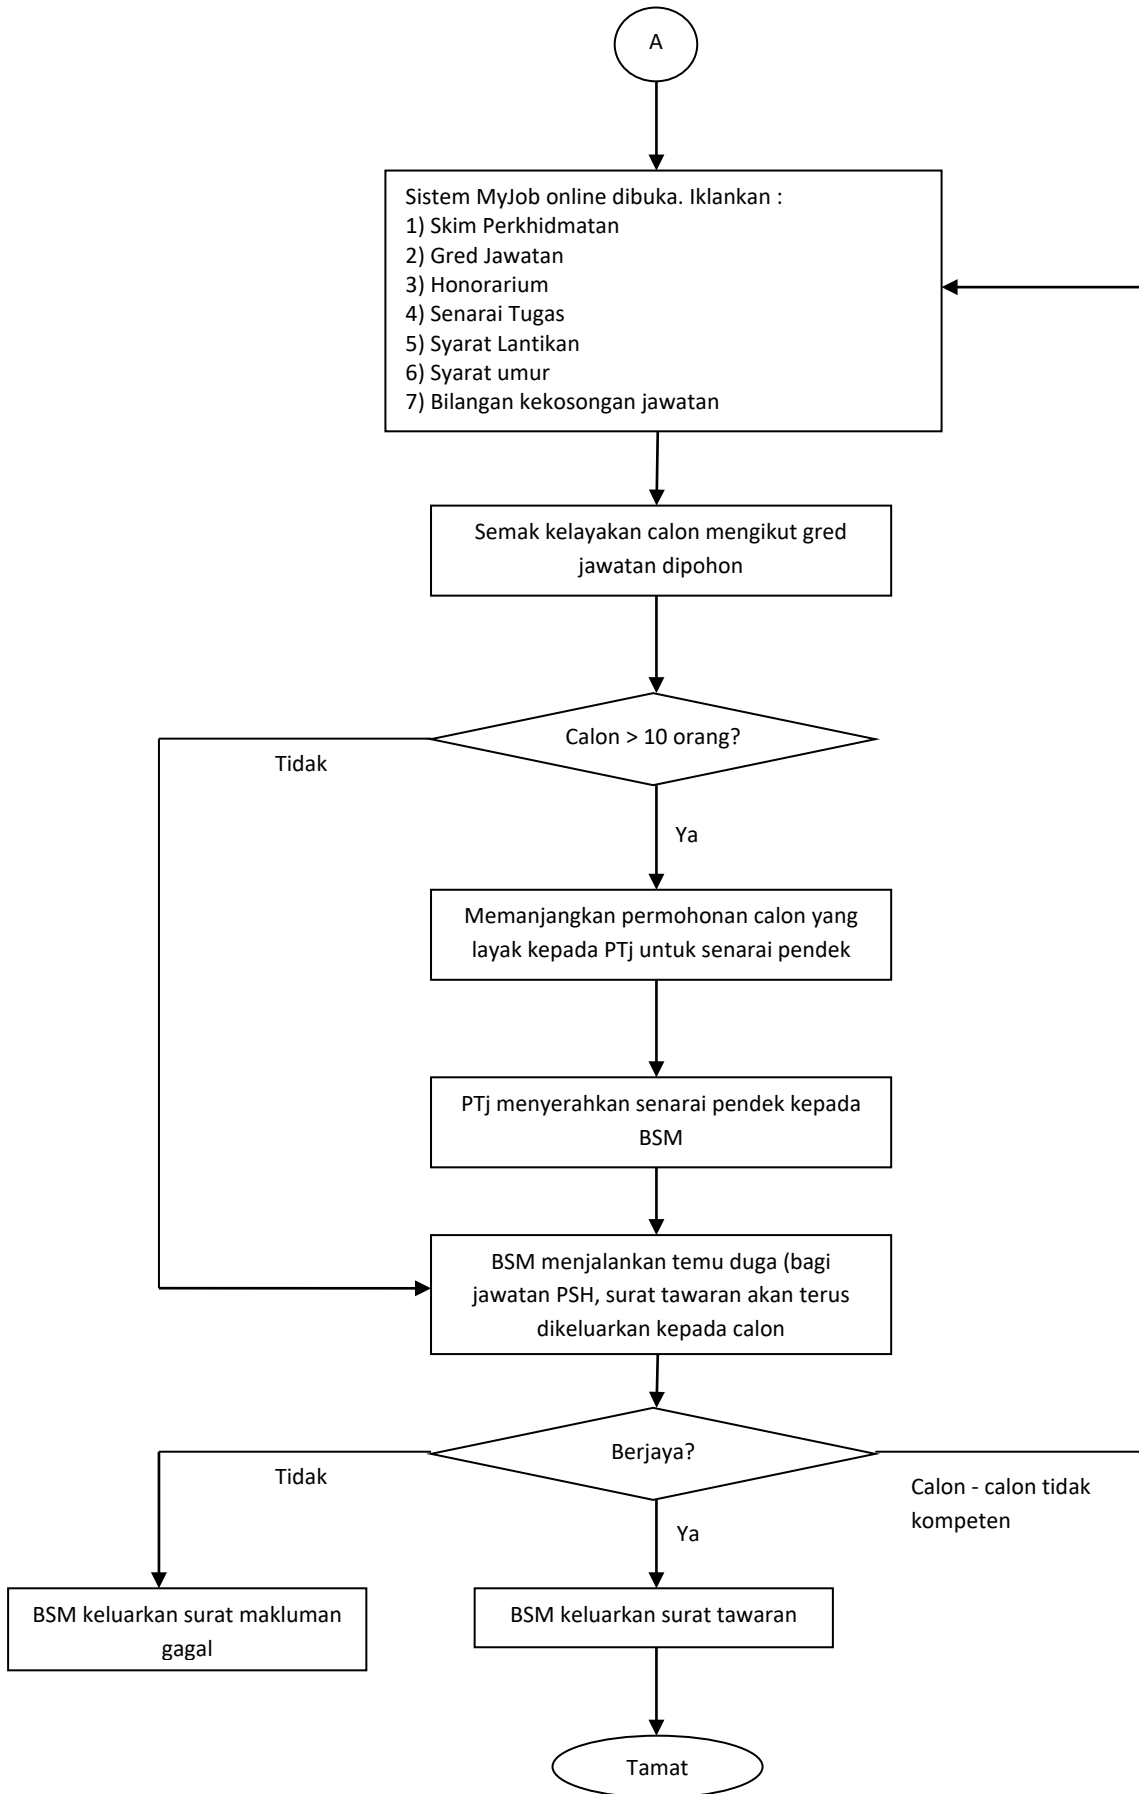 A
Sistem MyJob online dibuka. Iklankan :
1) Skim Perkhidmatan
2) Gred Jawatan
3) Honorarium
4) Senarai Tugas
5) Syarat Lantikan
6) Syarat umur
7) Bilangan kekosongan jawatan
Semak kelayakan calon mengikut gred
jawatan dipohon
Calon > 10 orang?
Tidak
Ya
Memanjangkan permohonan calon yang
layak kepada PTj untuk senarai pendek
PTj menyerahkan senarai pendek kepada
BSM
BSM menjalankan temu duga (bagi
jawatan PSH, surat tawaran akan terus
dikeluarkan kepada calon
Berjaya?
Tidak
Calon - calon tidak
kompeten
Ya
BSM keluarkan surat makluman
gagal
BSM keluarkan surat tawaran
Tamat